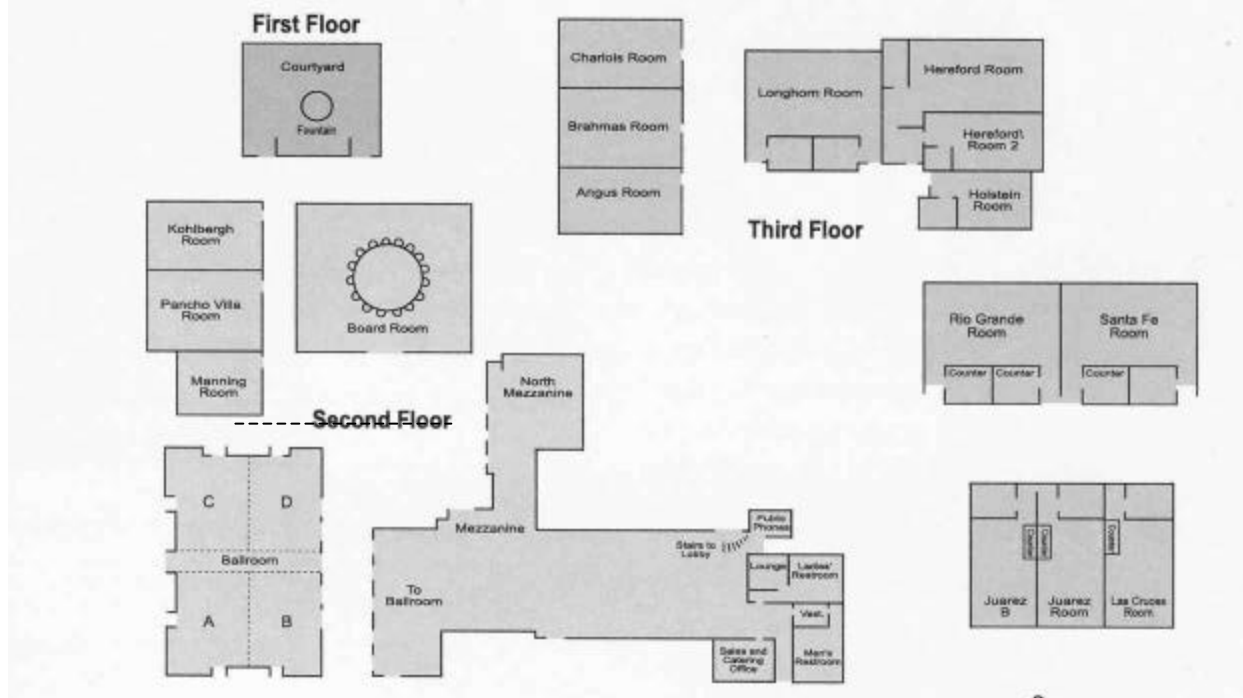 First Floor
Courtyard
Fountain
Charlois Room
Brahmas Room
Angus Room
Longhorn Room
Hereford Room
Hereford\
Room 2
Holstein
Room
Third Floor
Kohlbergh
Room
Pancho Villa
Room
Manning
Room
Board Room
Second Floor
North
Mezzanine
Mezzanine
To
Ballroom
Stairs to
Lobby
Public
Phones
Lounge
Ladies'
Restroom
Vest.
Men's
Restroom
Sales and
Catering
Office
C
D
Ballroom
A
B
Rio Grande
Room
Santa Fe
Room
Counter
Counter
Counter
Counter
Counter
Counter
Juarez
B
Juarez
Room
Las Cruces
Room